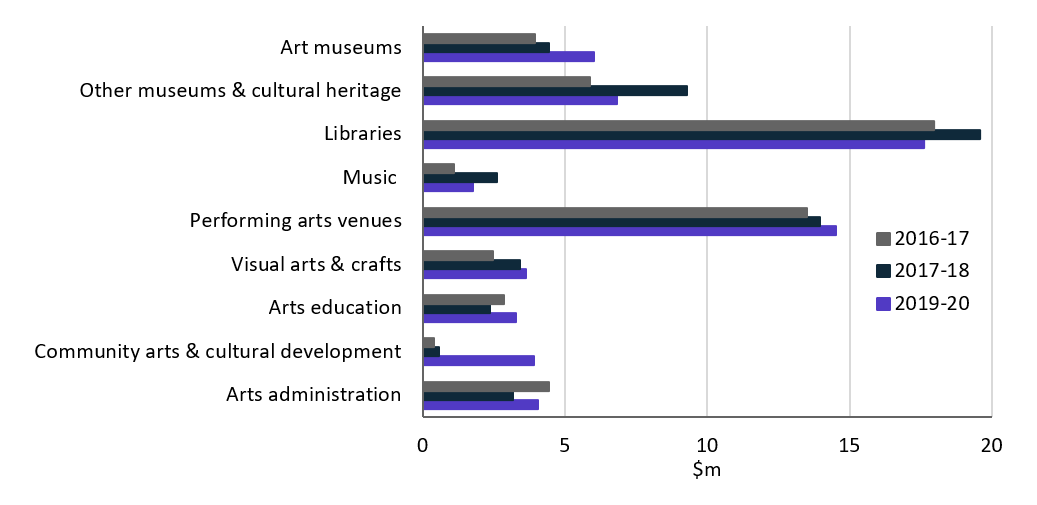 Art museums
Other museums & cultural heritage
Libraries
Music
Performing arts venues
Visual arts & crafts
Arts education
Community arts & cultural development
Arts administration
2016-17
2017-18
2019-20
0 5 10 15 20
$m